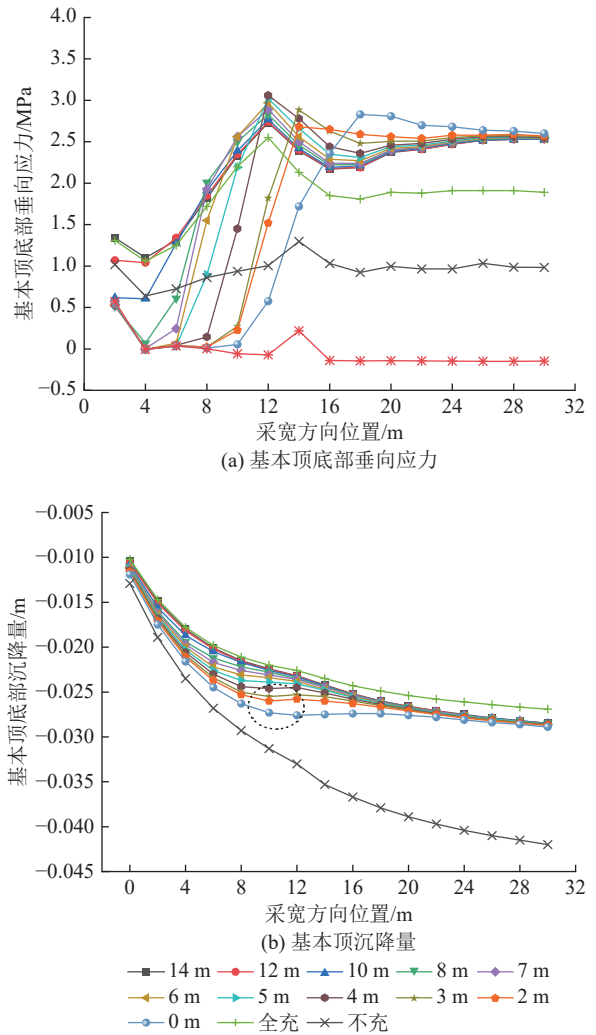 4.0
3.5
3.0
2.5
2.0
1.5
1.0
0.5
0
−0.5
基本顶底部垂向应力/MPa
0 4 8 12 16 20 24 28 32
采宽方向位置/m
(a) 基本顶底部垂向应力
−0.005
−0.010
−0.015
−0.020
−0.025
−0.030
−0.035
−0.040
−0.045
基本顶底部沉降量/m
0 4 8 12 16 20 24 28 32
采宽方向位置/m
(b) 基本顶沉降量
14 m 12 m 10 m 8 m 7 m
6 m 5 m 4 m 3 m 2 m
0 m 全充 不充